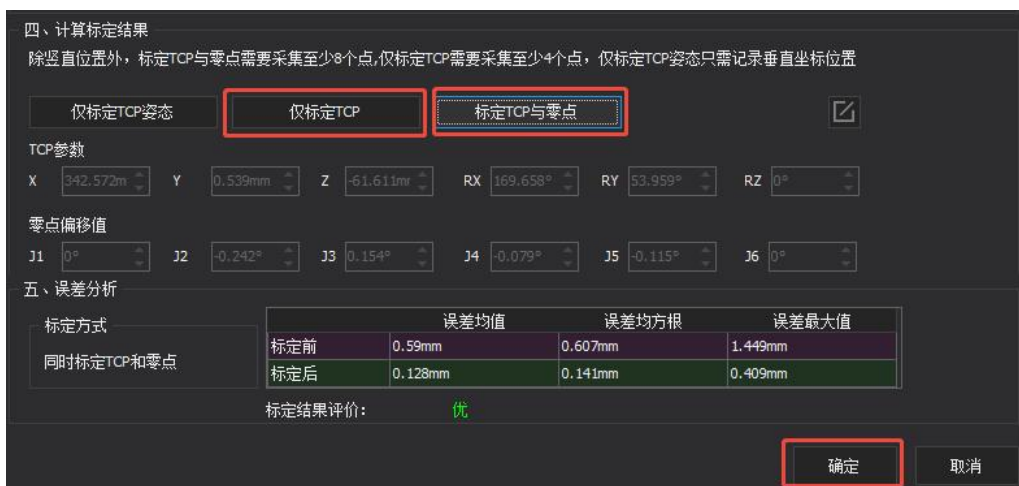 四、计算标定结果
除竖直位置外，标定TCP与零点需要采集至少8个点,仅标定TCP需要采集至少4个点，仅标定TCP姿态只需记录垂直坐标位置
仅标定TCP姿态 仅标定TCP 标定TCP与零点
TCP参数
X 342.572m Y 0.539mm Z -61.611mr RX 169.658° RY 53.959° RZ 0°
零点偏移值
J1 0° J2 -0.242° J3 0.154° J4 -0.079° J5 -0.115° J6 0°
五、误差分析
标定方式
同时标定TCP和零点
误差均值 误差均方根 误差最大值
标定前 0.59mm 0.607mm 1.449mm
标定后 0.128mm 0.141mm 0.409mm
标定结果评价: 优
确定 取消